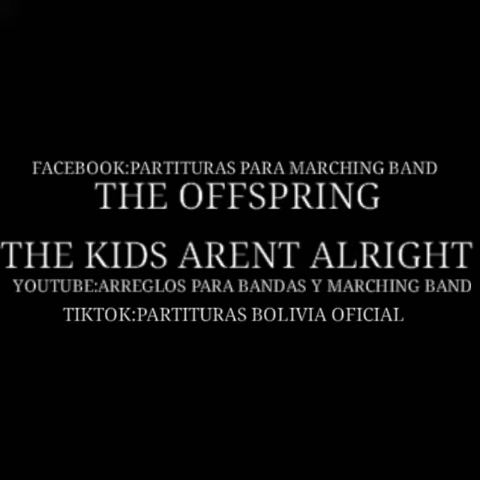 FACEBOOK:PARTITURAS PARA MARCHING BAND
THE OFFSPRING
THE KIDS ARENT ALRIGHT
YOUTUBE:ARREGLOS PARA BANDAS Y MARCHING BAND
TIKTOK:PARTITURAS BOLIVIA OFICIAL